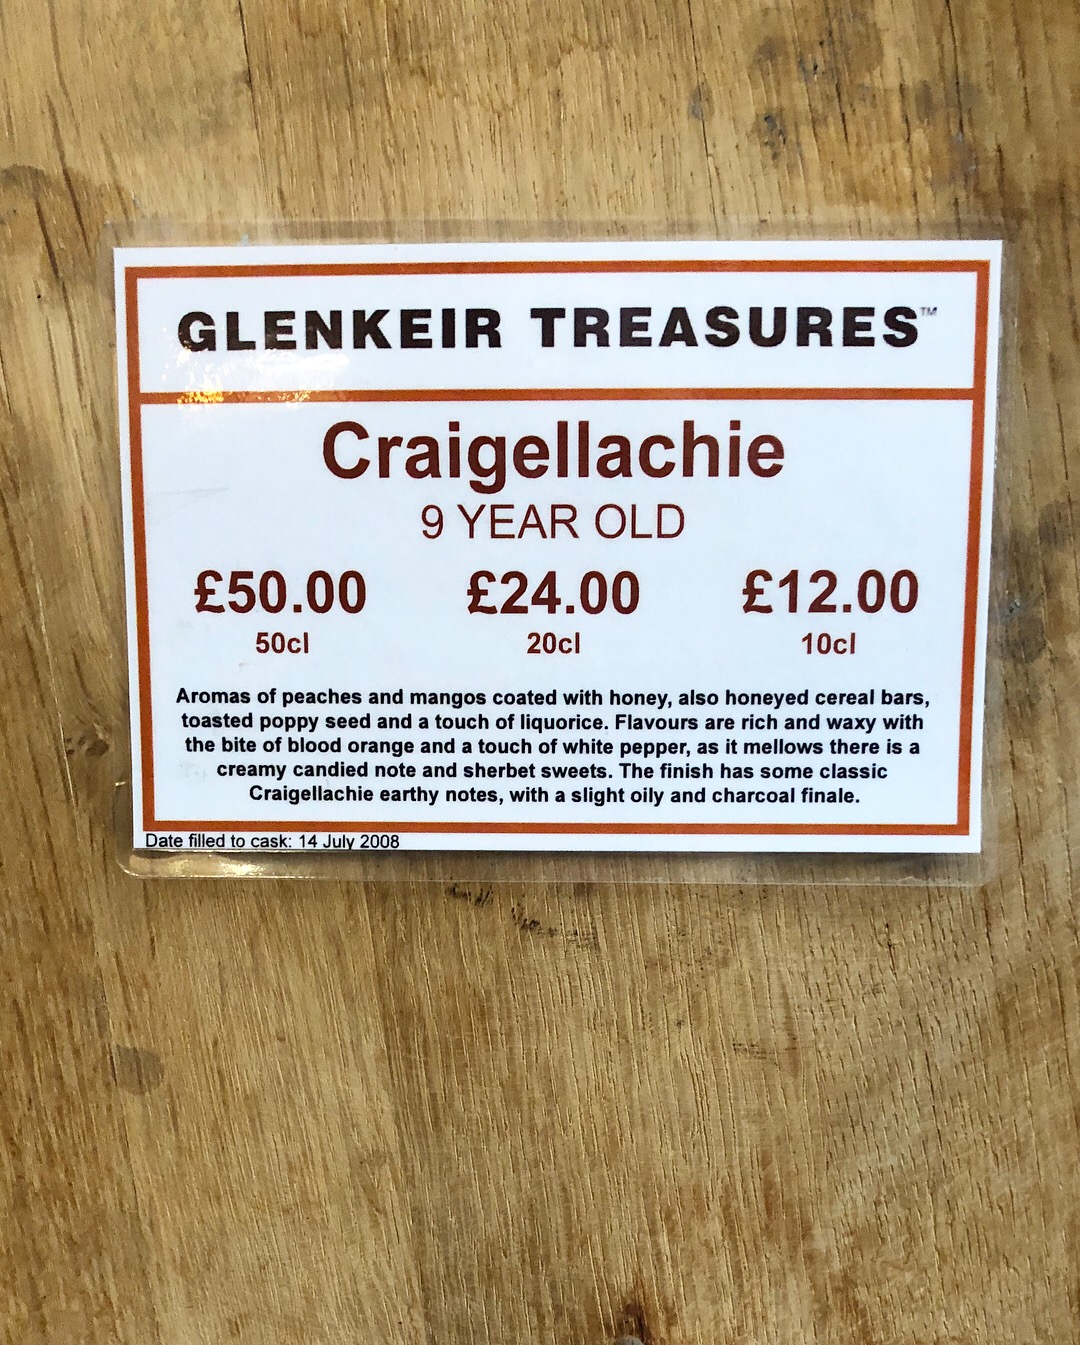 GLENKEIR TREASURES™
Craigellachie
9 YEAR OLD
£50.00 £24.00 £12.00
50cl 20cl 10cl
Aromas of peaches and mangos coated with honey, also honeyed cereal bars,
toasted poppy seed and a touch of liquorice. Flavours are rich and waxy with
the bite of blood orange and a touch of white pepper, as it mellows there is a
creamy candied note and sherbet sweets. The finish has some classic
Craigellachie earthy notes, with a slight oily and charcoal finale.
Date filled to cask: 14 July 2008